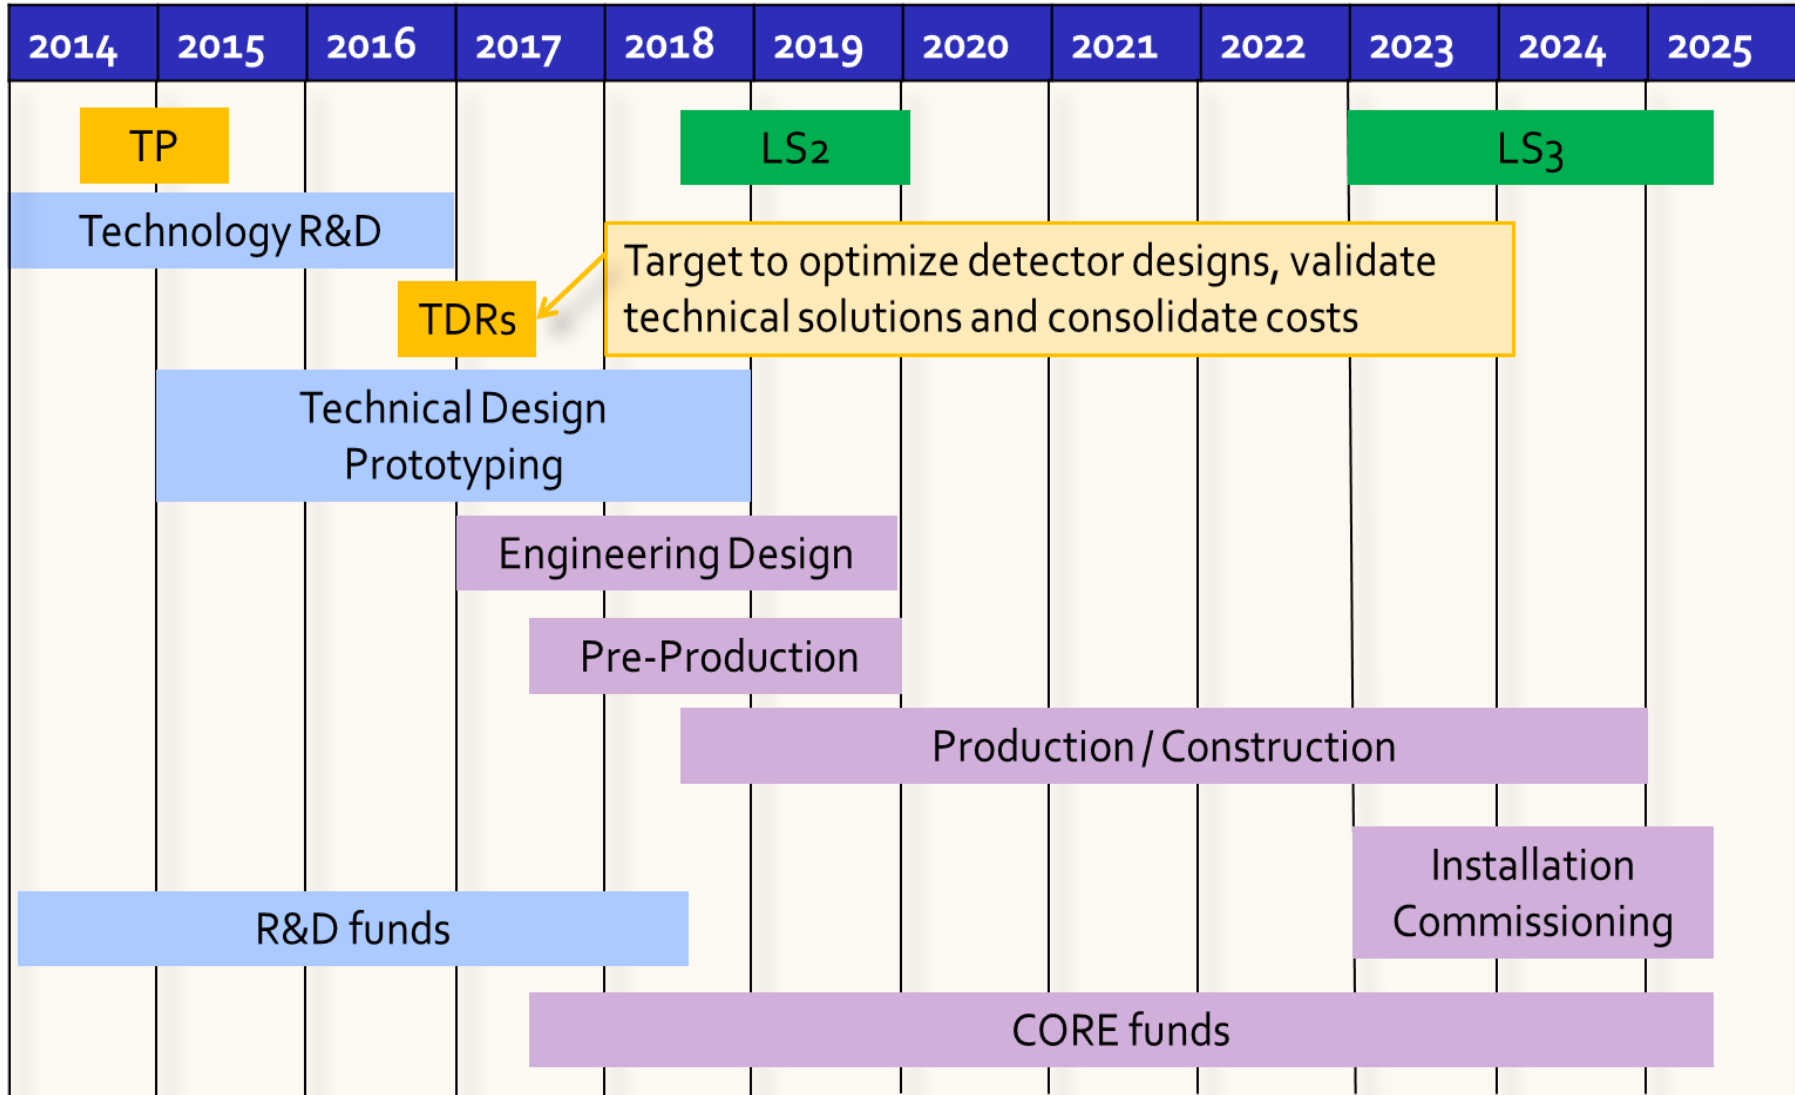 2014 2015 2016 2017 2018 2019 2020 2021 2022 2023 2024 2025
TP
LS2
LS3
Technology R&D
Target to optimize detector designs, validate
technical solutions and consolidate costs
TDRs
Technical Design
Prototyping
Engineering Design
Pre-Production
Production / Construction
Installation
Commissioning
R&D funds
CORE funds